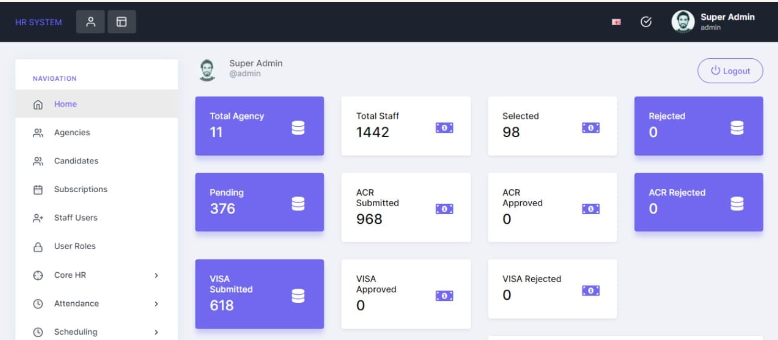 HR SYSTEM
Super Admin
admin
NAVIGATION
Home
Agencies
Candidates
Subscriptions
Staff Users
User Roles
Core HR
Attendance
Scheduling
Super Admin
@admin
Logout
Total Agency
11
Total Staff
1442
Selected
98
Rejected
0
Pending
376
ACR
Submitted
968
ACR
Approved
0
ACR Rejected
0
VISA
Submitted
618
VISA
Approved
0
VISA Rejected
0